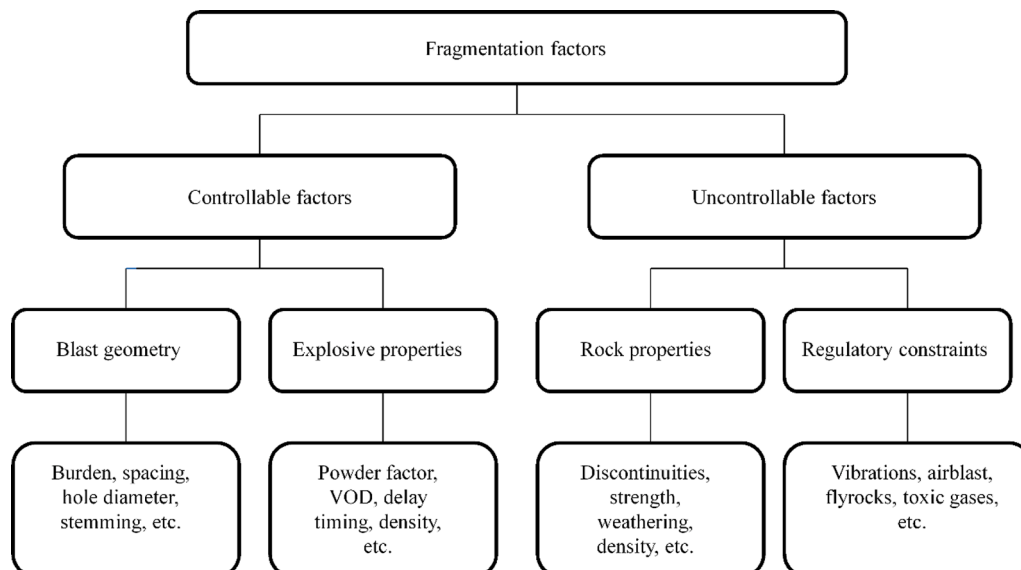 Fragmentation factors
Controllable factors
Uncontrollable factors
Blast geometry
Explosive properties
Rock properties
Regulatory constraints
Burden, spacing,
hole diameter,
stemming, etc.
Powder factor,
VOD, delay
timing, density,
etc.
Discontinuities,
strength,
weathering,
density, etc.
Vibrations, airblast,
flyrocks, toxic gases,
etc.